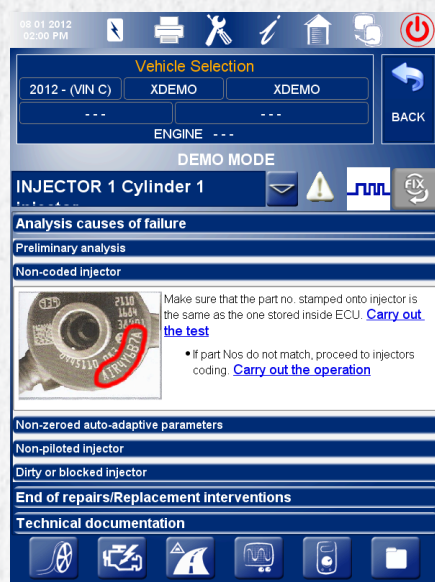 08 01 2012
02:00 PM
Vehicle Selection
2012 - (VIN C) XDEMO XDEMO
- - - - - -
ENGINE - - -
BACK
DEMO MODE
INJECTOR 1 Cylinder 1
Analysis causes of failure
Preliminary analysis
Non-coded injector
Make sure that the part no. stamped onto injector is
the same as the one stored inside ECU. Carry out
the test
• If part Nos do not match, proceed to injectors
coding. Carry out the operation
Non-zeroed auto-adaptive parameters
Non-piloted injector
Dirty or blocked injector
End of repairs/Replacement interventions
Technical documentation
FIX